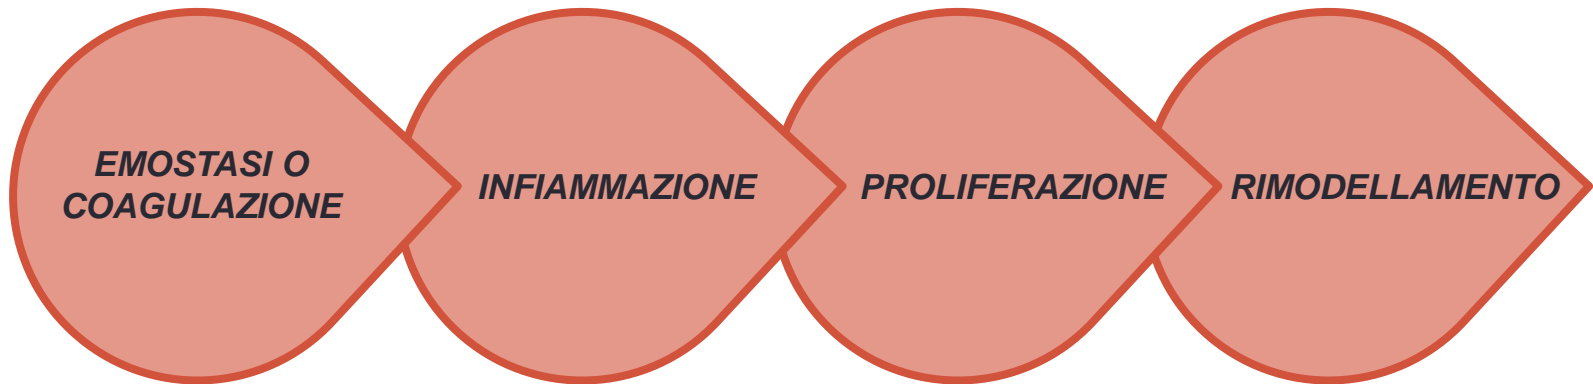 EMOSTASI O
COAGULAZIONE
INFIAMMAZIONE
PROLIFERAZIONE
RIMODELLAMENTO